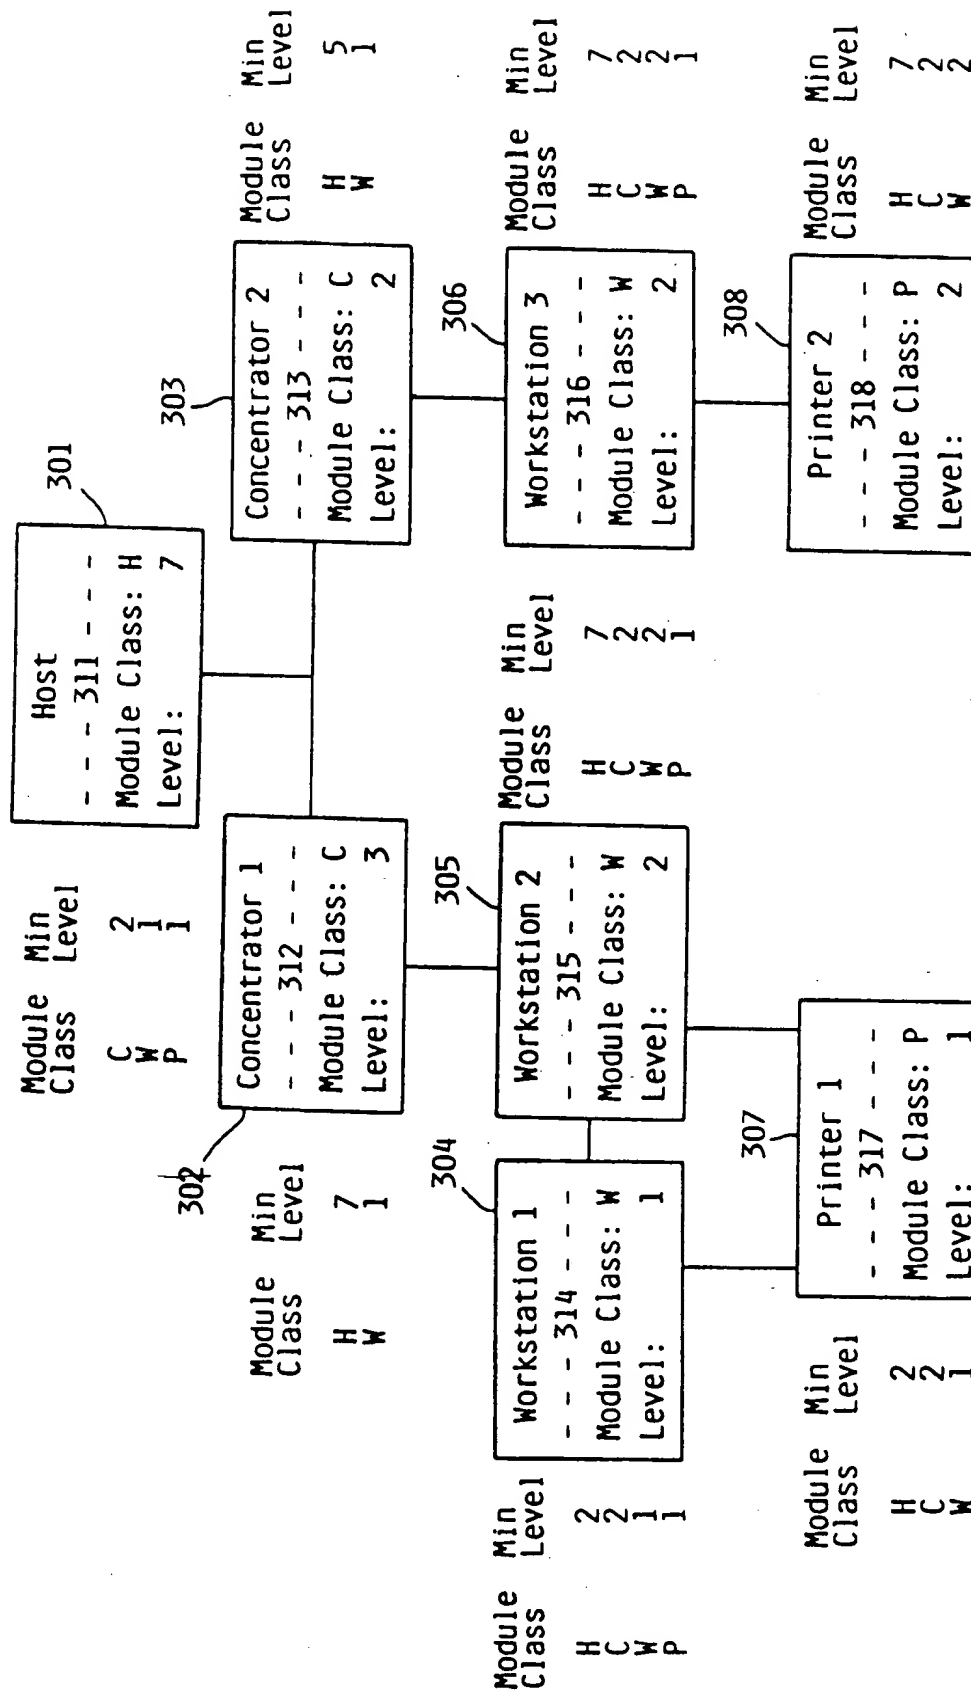 301
Host
- - - 311 - - -
Module Class: H
Level: 7
Module Class Min Level
C 2
W 1
P 1
302
Concentrator 1
- - - 312 - - -
Module Class: C
Level: 3
Module Class Min Level
H 7
W 1
303
Concentrator 2
- - - 313 - - -
Module Class: C
Level: 2
Module Class Min Level
H 5
W 1
304
Workstation 1
- - - 314 - - -
Module Class: W
Level: 1
Module Class Min Level
H 2
C 2
W 1
P 1
305
Workstation 2
- - - 315 - - -
Module Class: W
Level: 2
Module Class Min Level
H 7
C 2
W 2
P 1
306
Workstation 3
- - - 316 - - -
Module Class: W
Level: 2
Module Class Min Level
H 7
C 2
W 2
P 1
307
Printer 1
- - - 317 - - -
Module Class: P
Level: 1
Module Class Min Level
H 2
C 2
W 1
308
Printer 2
- - - 318 - - -
Module Class: P
Level: 2
Module Class Min Level
H 7
C 2
W 2